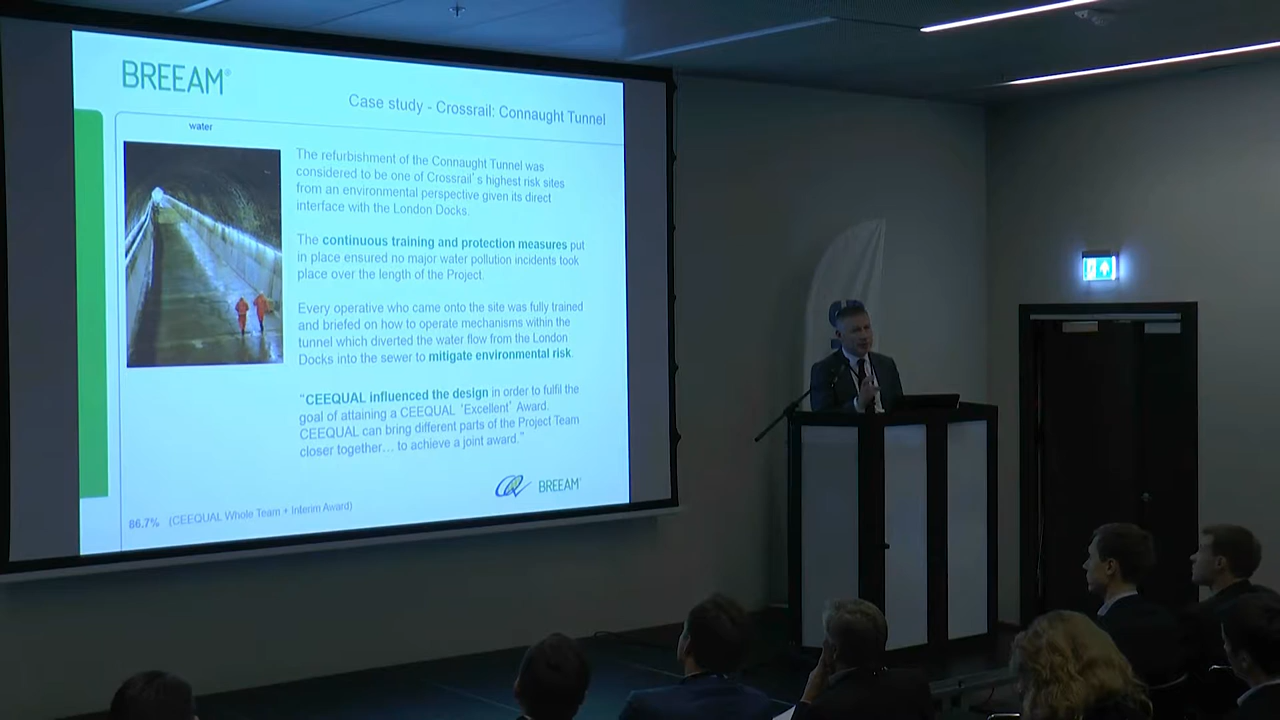 BREEAM®
Case study - Crossrail: Connaught Tunnel
water
The refurbishment of the Connaught Tunnel was
considered to be one of Crossrail's highest risk sites
from an environmental perspective given its direct
interface with the London Docks.
The continuous training and protection measures put
in place ensured no major water pollution incidents took
place over the length of the Project.
Every operative who came onto the site was fully trained
and briefed on how to operate mechanisms within the
tunnel which diverted the water flow from the London
Docks into the sewer to mitigate environmental risk.
“CEEQUAL influenced the design in order to fulfil the
goal of attaining a CEEQUAL 'Excellent' Award.
CEEQUAL can bring different parts of the Project Team
closer together... to achieve a joint award.”
BREEAM®
86.7% (CEEQUAL Whole Team + Interim Award)